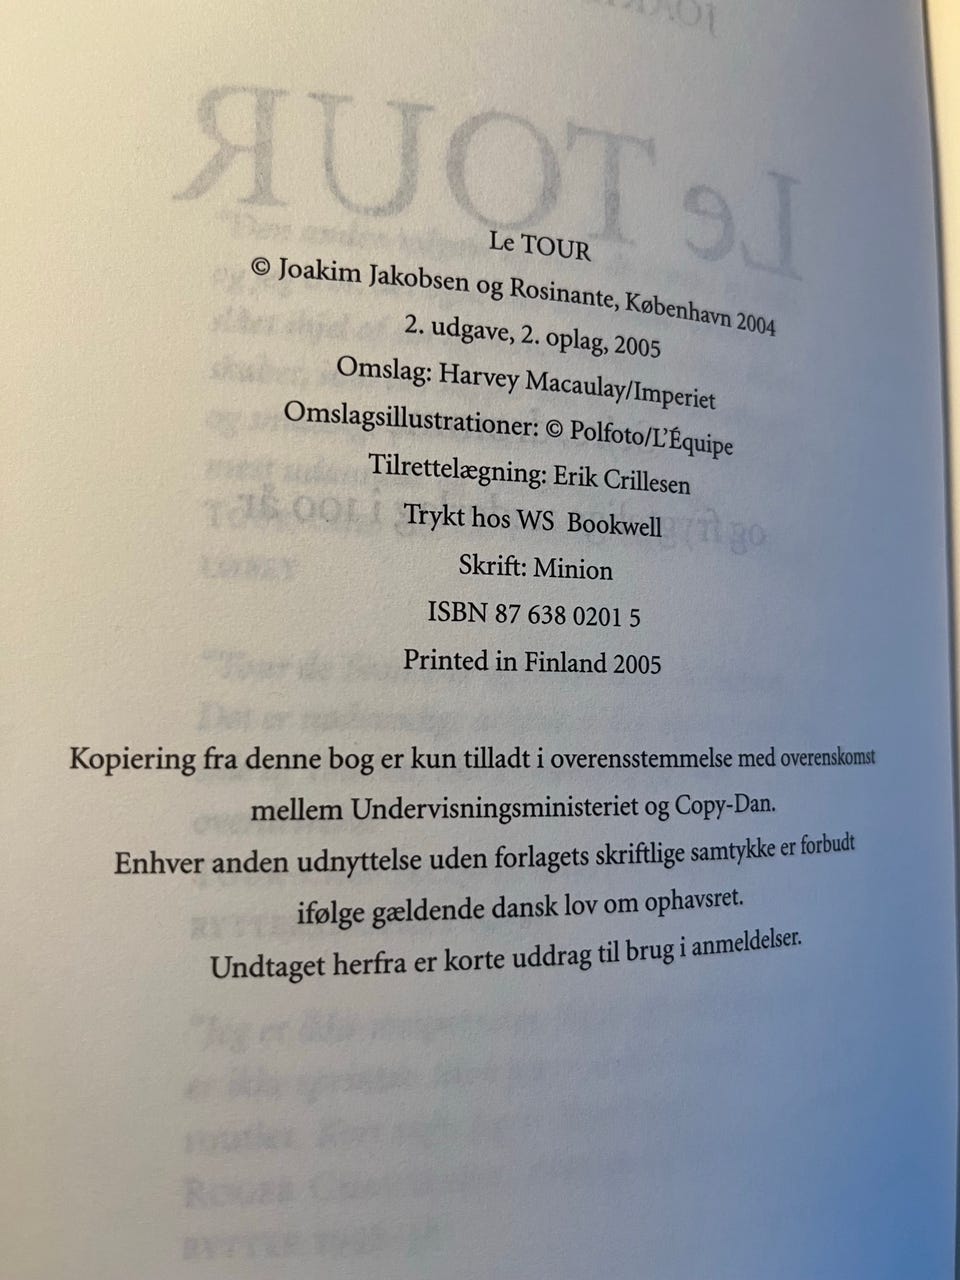 Le TOUR
© Joakim Jakobsen og Rosinante, København 2004
2. udgave, 2. oplag, 2005
Omslag: Harvey Macaulay/Imperiet
Omslagsillustrationer: © Polfoto/L’Équipe
Tilrettelægning: Erik Crillesen
Trykt hos WS Bookwell
Skrift: Minion
ISBN 87 638 0201 5
Printed in Finland 2005
Kopiering fra denne bog er kun tilladt i overensstemmelse med overenskomst
mellem Undervisningsministeriet og Copy-Dan.
Enhver anden udnyttelse uden forlagets skriftlige samtykke er forbudt
ifølge gældende dansk lov om ophavsret.
Undtaget herfra er korte uddrag til brug i anmeldelser.